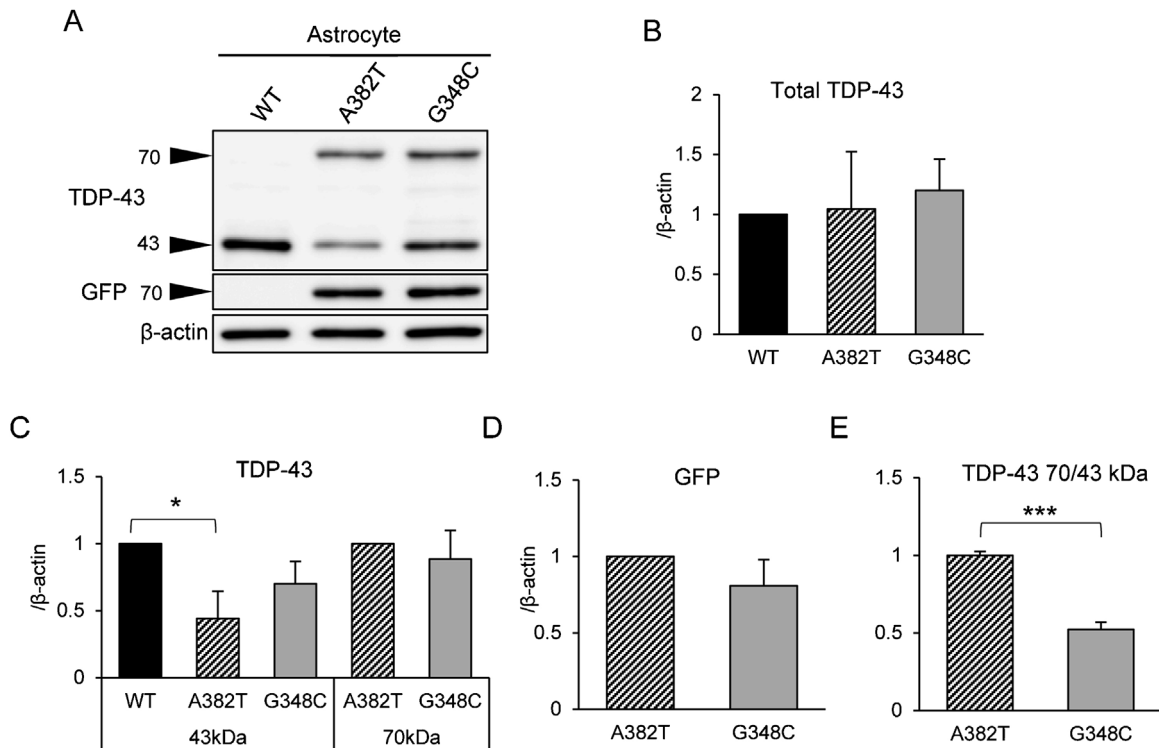 A
Astrocyte
WT
A382T
G348C
70
TDP-43
43
GFP 70
β-actin
B
Total TDP-43
/β-actin
2
1.5
1
0.5
0
WT A382T G348C
C
TDP-43
/β-actin
1.5
1
0.5
0
*
WT A382T G348C A382T G348C
43kDa 70kDa
D
GFP
/β-actin
1.5
1
0.5
0
A382T G348C
E
TDP-43 70/43 kDa
1.5
1
0.5
0
***
A382T G348C